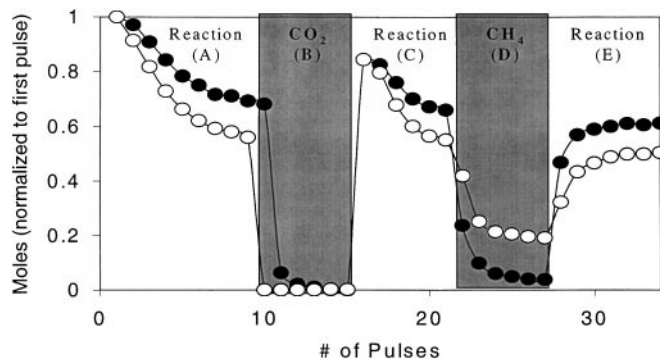 Reaction CO₂ Reaction CH₄ Reaction
(A) (B) (C) (D) (E)
1
0.8
0.6
0.4
0.2
0
0 10 20 30
Moles (normalized to first pulse)
# of Pulses